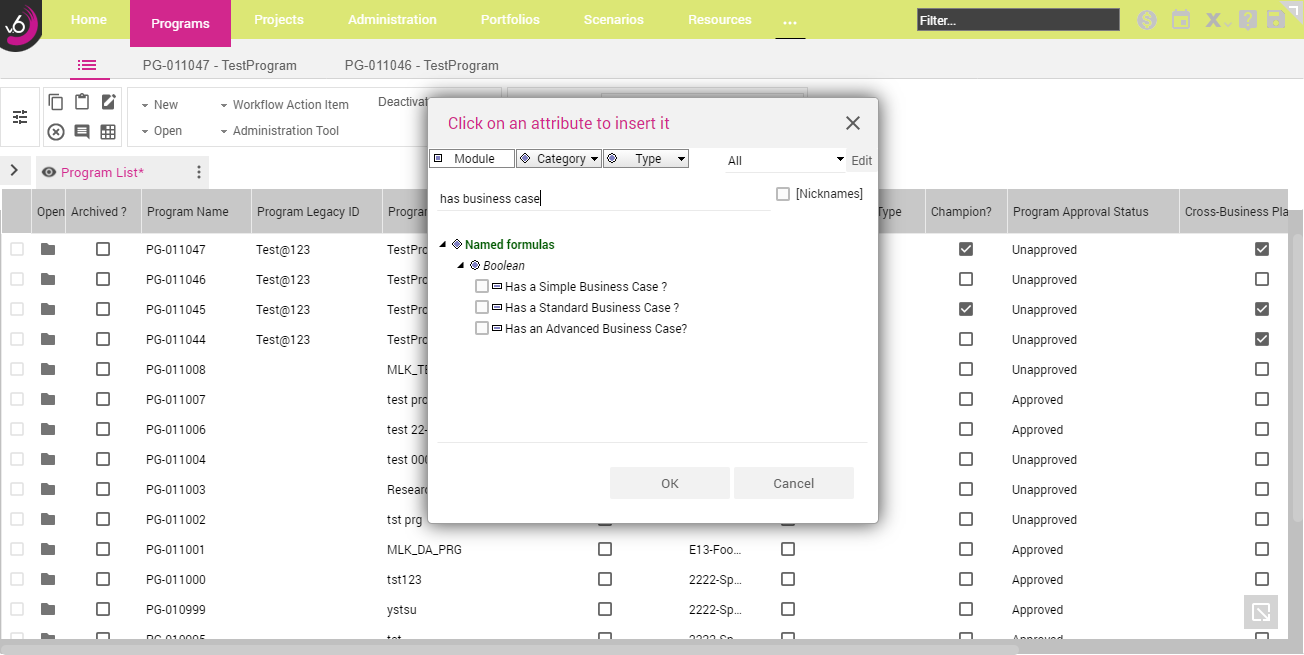 v6 Home Programs Projects Administration Portfolios Scenarios Resources ... Filter...
PG-011047 - TestProgram PG-011046 - TestProgram
New Workflow Action Item Deactivat
Open Administration Tool
Program List*
Open Archived ? Program Name Program Legacy ID Progra Type Champion? Program Approval Status Cross-Business Pla
PG-011047 Test@123 TestPro Unapproved
PG-011046 Test@123 TestPro Unapproved
PG-011045 Test@123 TestPro Unapproved
PG-011044 Test@123 TestPro Unapproved
PG-011008 MLK_TE Unapproved
PG-011007 test pro Approved
PG-011006 test 22- Approved
PG-011004 test 000 Unapproved
PG-011003 Researc Unapproved
PG-011002 tst prg Unapproved
PG-011001 MLK_DA_PRG E13-Foo... Approved
PG-011000 tst123 2222-Sp... Approved
PG-010999 ystsu 2222-Sp... Approved
PG-010995 tst 2222-Sp... Approved
Click on an attribute to insert it
Module Category Type All Edit
has business case [Nicknames]
Named formulas
Boolean
Has a Simple Business Case ?
Has a Standard Business Case ?
Has an Advanced Business Case?
OK Cancel